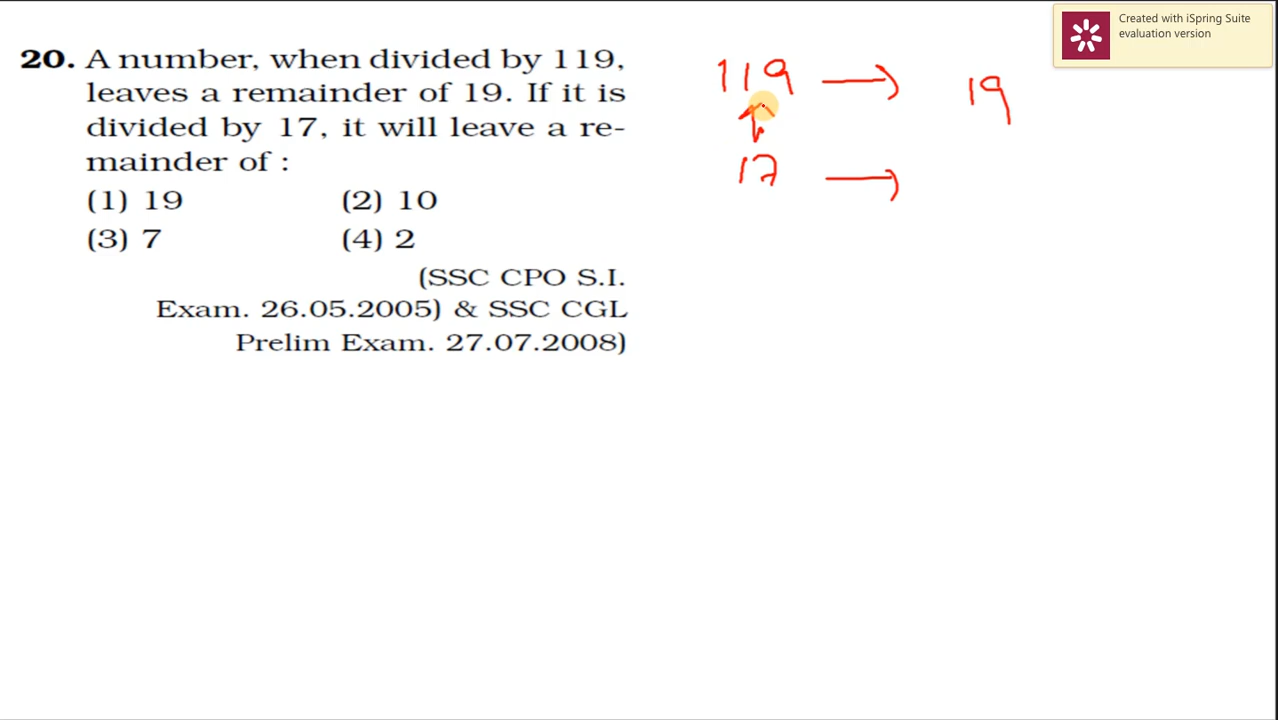 20. A number, when divided by 119,
leaves a remainder of 19. If it is
divided by 17, it will leave a re-
mainder of :
(1) 19 (2) 10
(3) 7 (4) 2
(SSC CPO S.I.
Exam. 26.05.2005) & SSC CGL
Prelim Exam. 27.07.2008)
119 → 19
17 →
Created with iSpring Suite
evaluation version